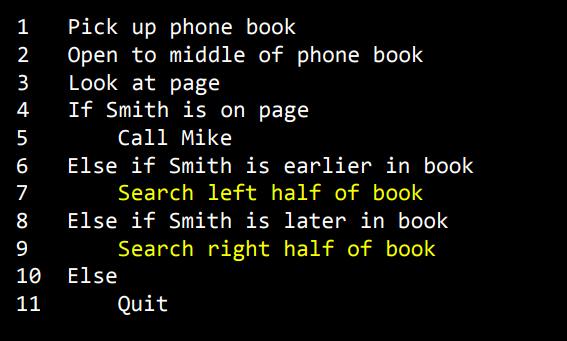 1 Pick up phone book
2 Open to middle of phone book
3 Look at page
4 If Smith is on page
5 Call Mike
6 Else if Smith is earlier in book
7 Search left half of book
8 Else if Smith is later in book
9 Search right half of book
10 Else
11 Quit